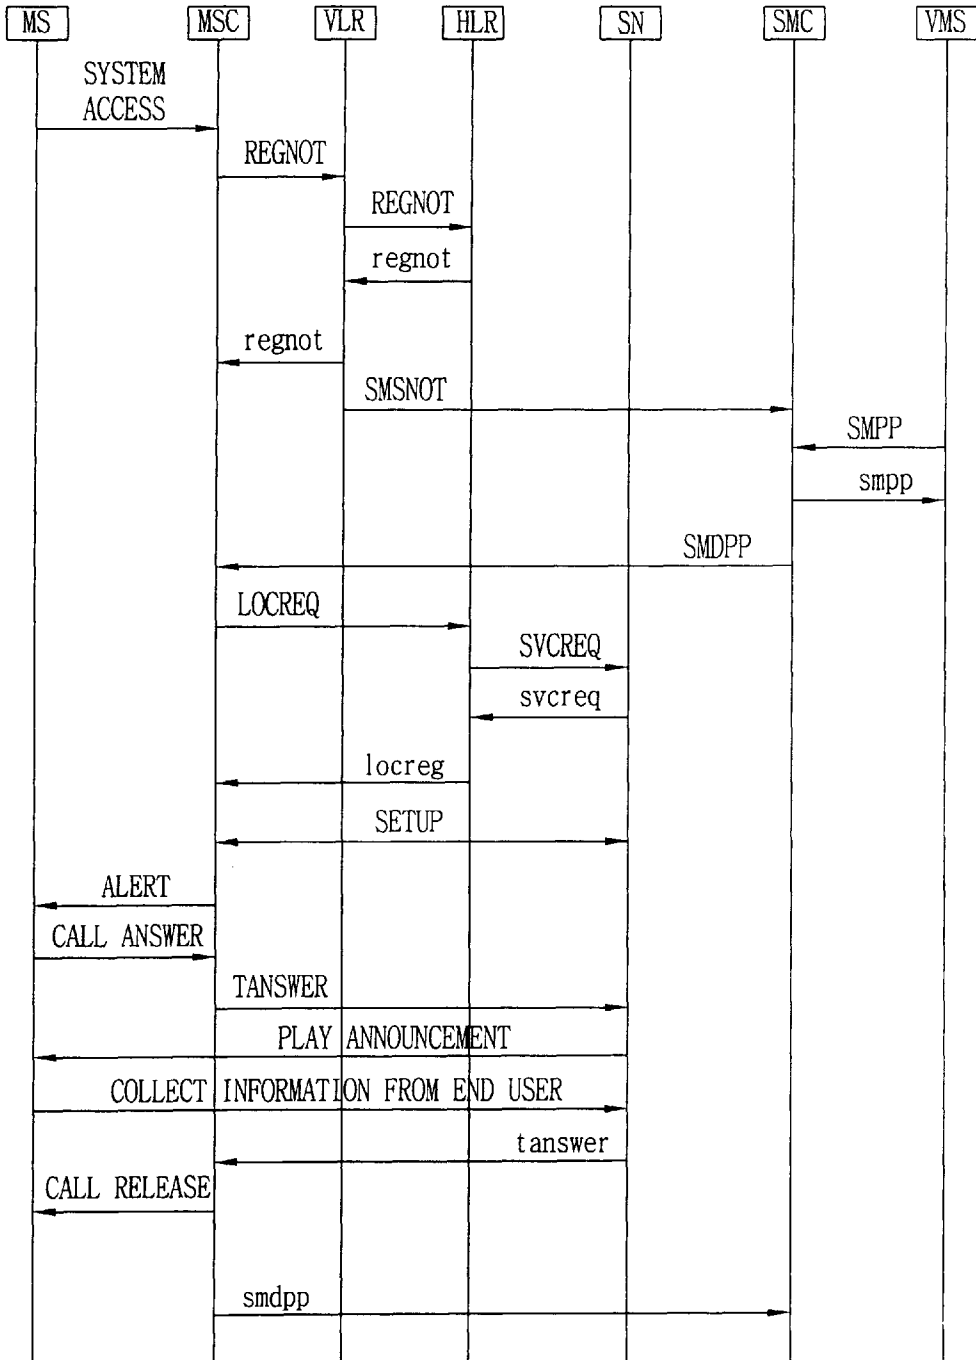 MS MSC VLR HLR SN SMC VMS
SYSTEM
ACCESS
REGNOT
REGNOT
regnot
regnot
SMSNOT
SMPP
smpp
SMDPP
LOCREQ
SVCREQ
svcreq
locreg
SETUP
ALERT
CALL ANSWER
TANSWER
PLAY ANNOUNCEMENT
COLLECT INFORMATION FROM END USER
tanswer
CALL RELEASE
smdpp